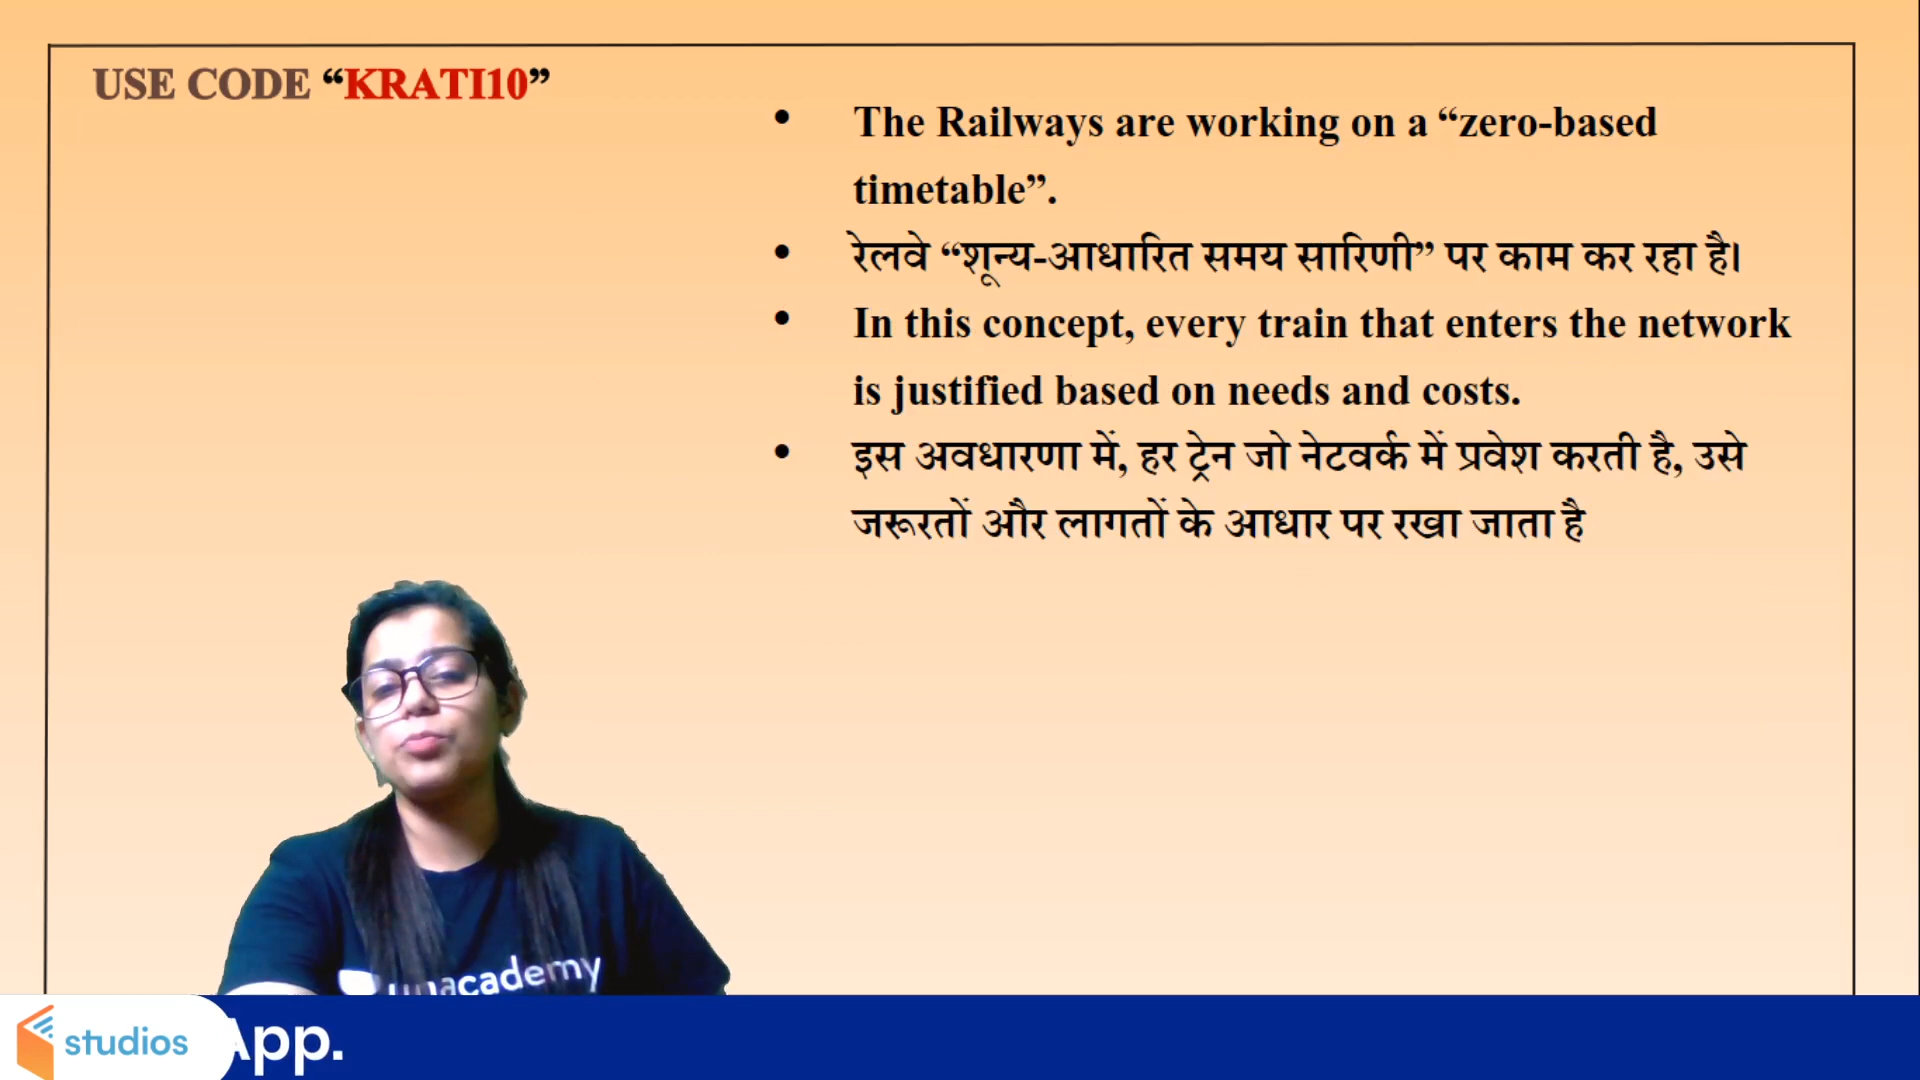 USE CODE “KRATI10”
• The Railways are working on a “zero-based
timetable”.
• रेलवे “शून्य-आधारित समय सारिणी” पर काम कर रहा है।
• In this concept, every train that enters the network
is justified based on needs and costs.
• इस अवधारणा में, हर ट्रेन जो नेटवर्क में प्रवेश करती है, उसे
जरूरतों और लागतों के आधार पर रखा जाता है
unacademy
studios
App.